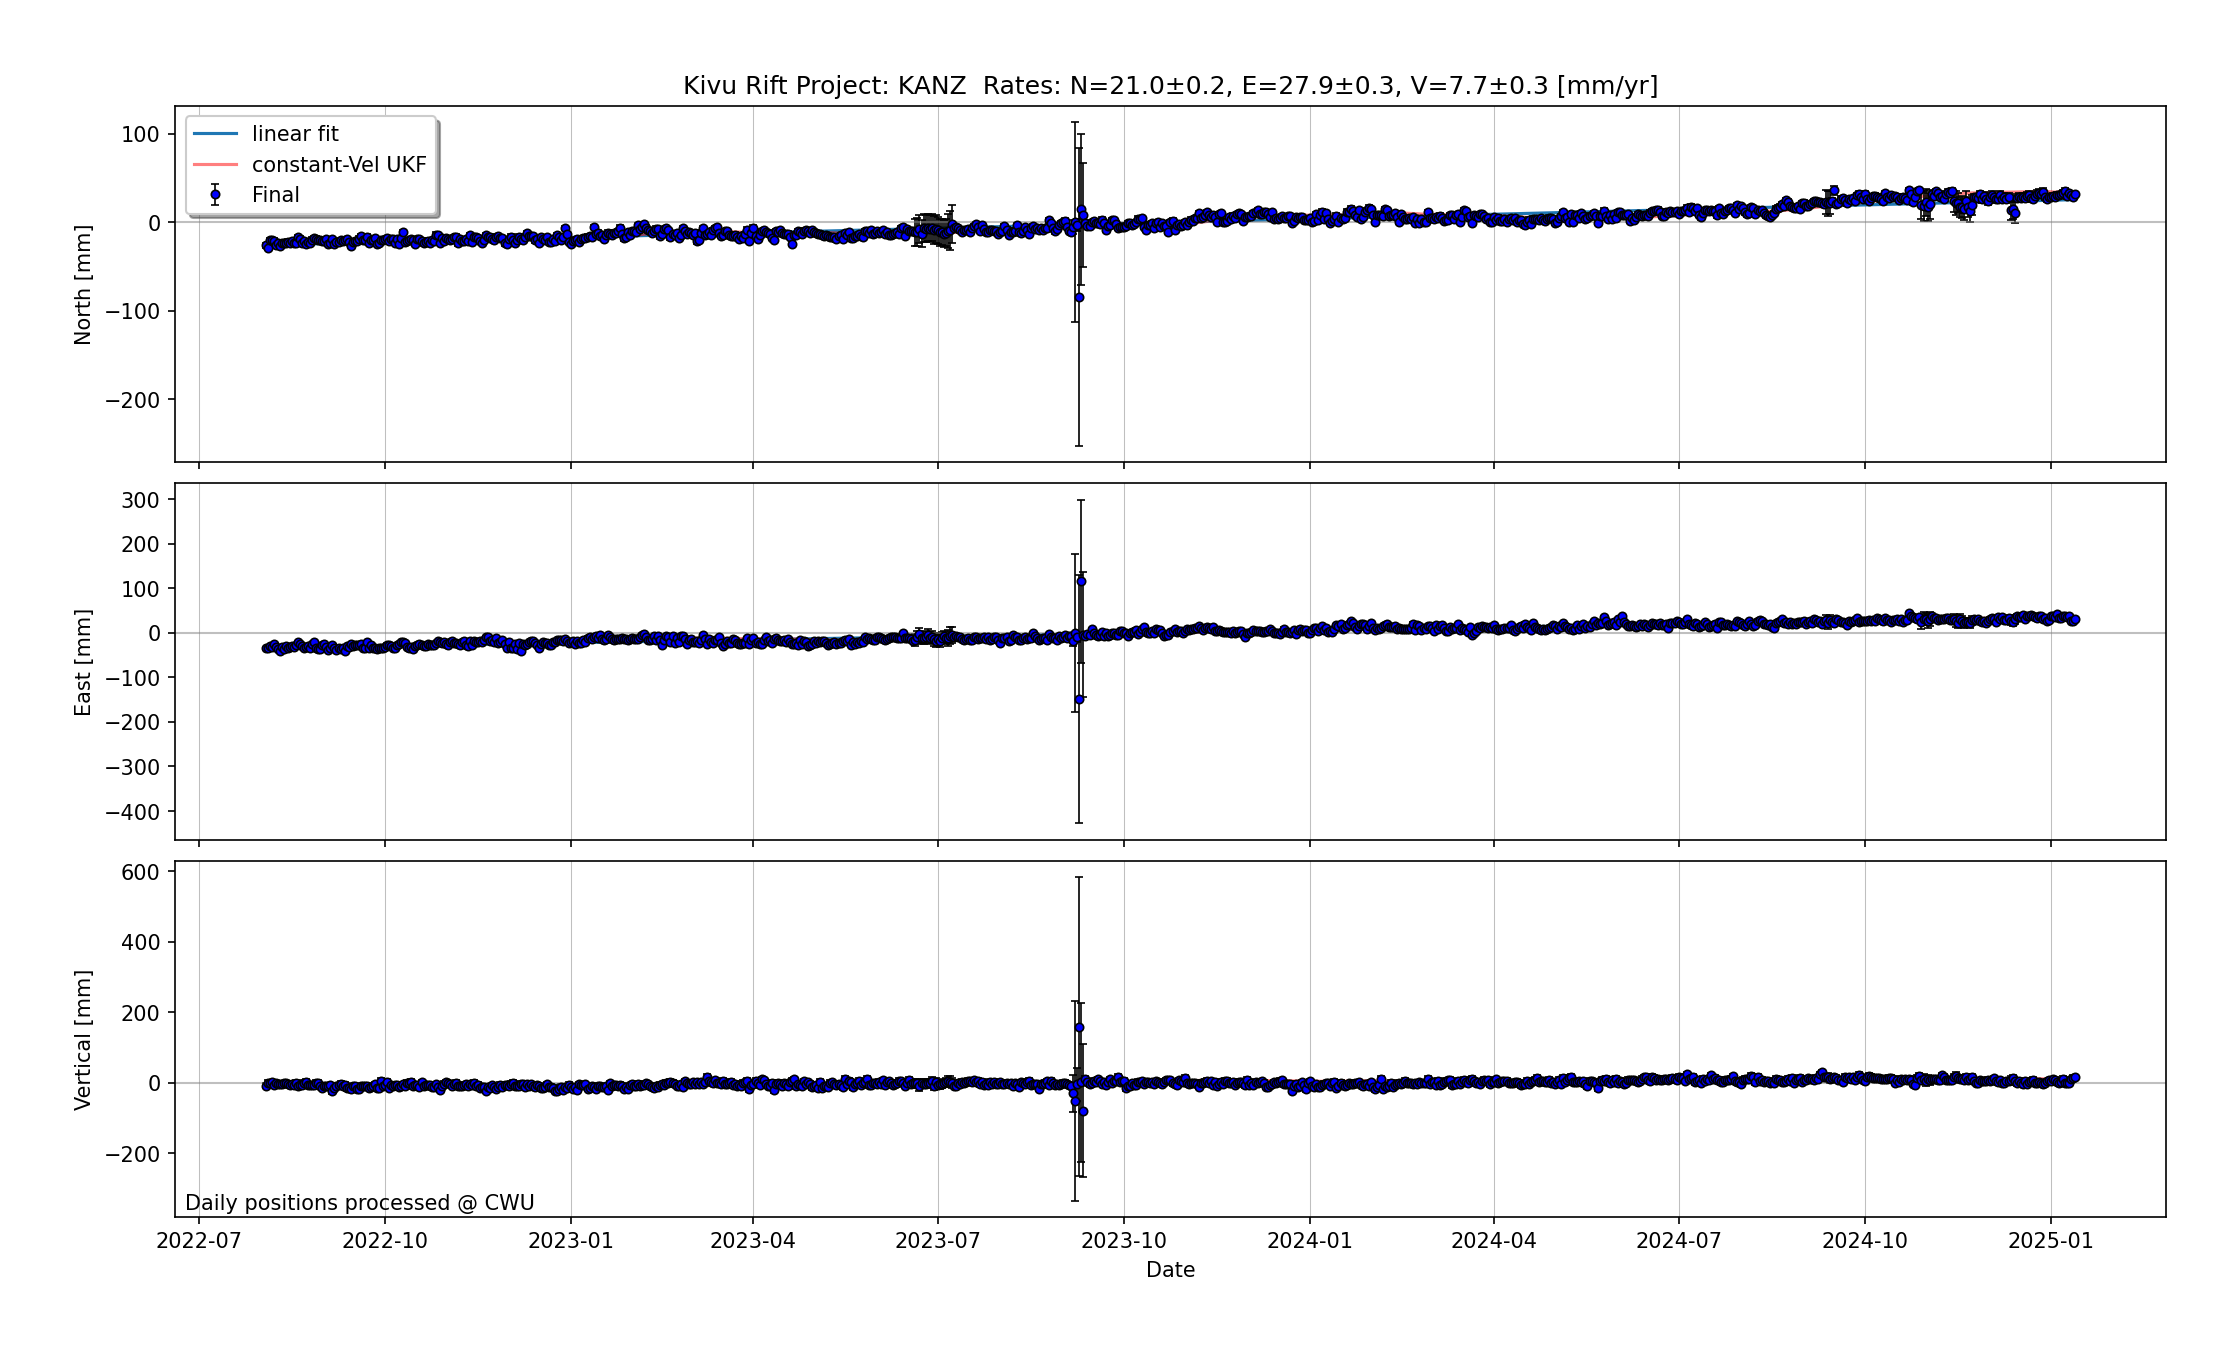 Kivu Rift Project: KANZ  Rates: N=21.0±0.2, E=27.9±0.3, V=7.7±0.3 [mm/yr]
linear fit
constant-Vel UKF
Final
North [mm]
100
0
−100
−200
East [mm]
300
200
100
0
−100
−200
−300
−400
Vertical [mm]
600
400
200
0
−200
Daily positions processed @ CWU
2022-07 2022-10 2023-01 2023-04 2023-07 2023-10 2024-01 2024-04 2024-07 2024-10 2025-01
Date